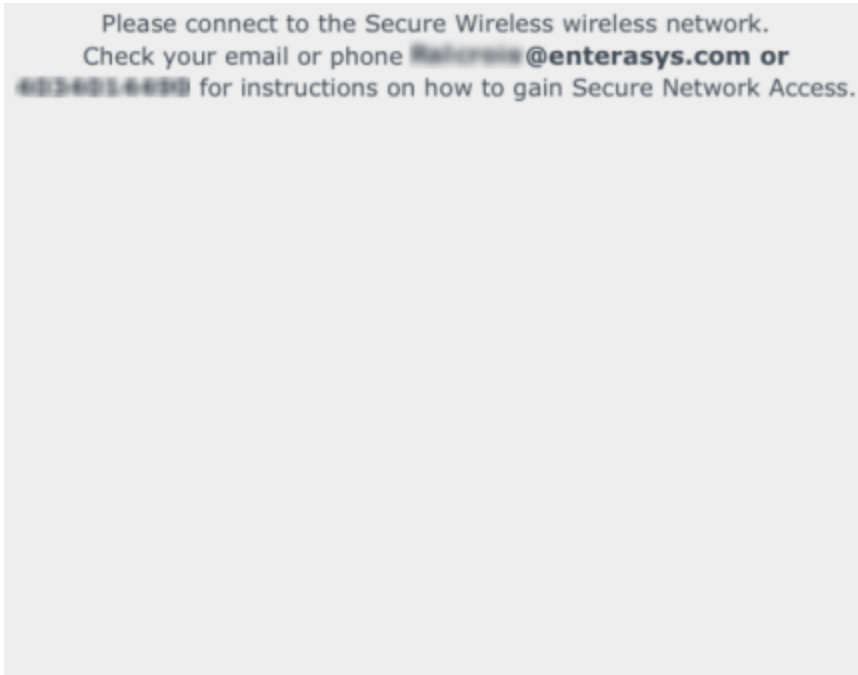 Please connect to the Secure Wireless wireless network.
Check your email or phone @enterasys.com or
for instructions on how to gain Secure Network Access.